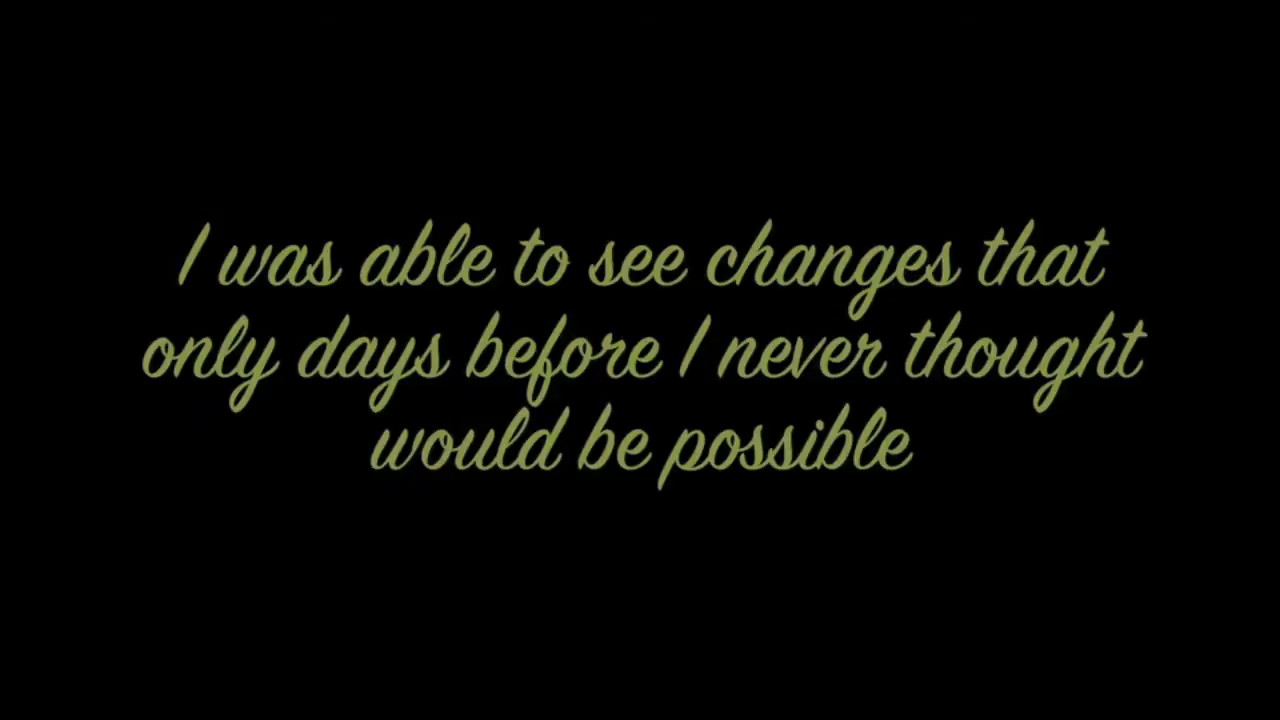 I was able to see changes that
only days before I never thought
would be possible